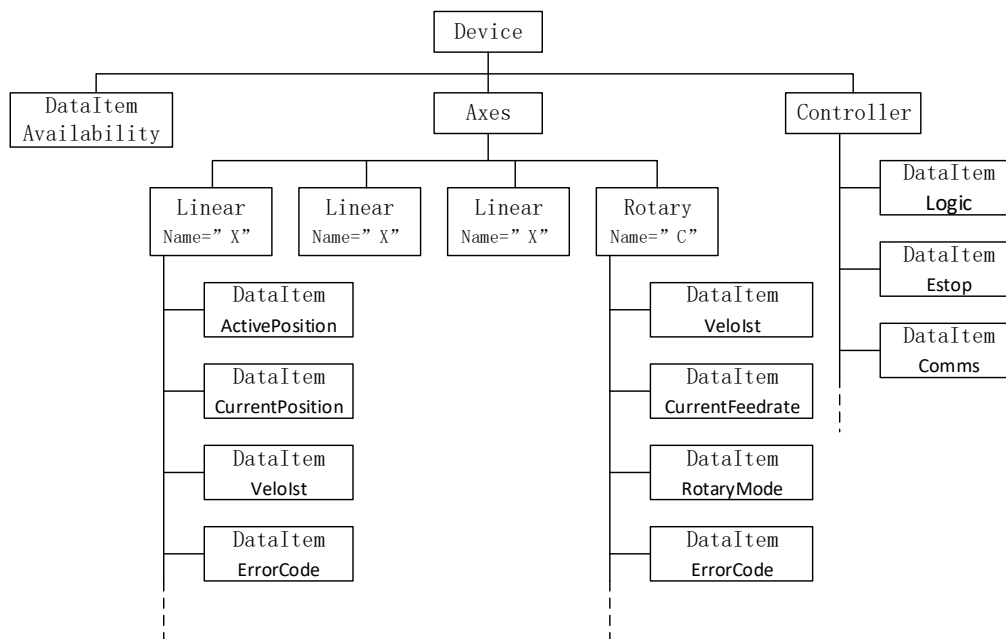 Device
DataItem
Availability
Axes
Controller
Linear
Name=”X”
Linear
Name=”X”
Linear
Name=”X”
Rotary
Name=”C”
DataItem
ActivePosition
DataItem
CurrentPosition
DataItem
VeloIst
DataItem
ErrorCode
DataItem
VeloIst
DataItem
CurrentFeedrate
DataItem
RotaryMode
DataItem
ErrorCode
DataItem
Logic
DataItem
Estop
DataItem
Comms